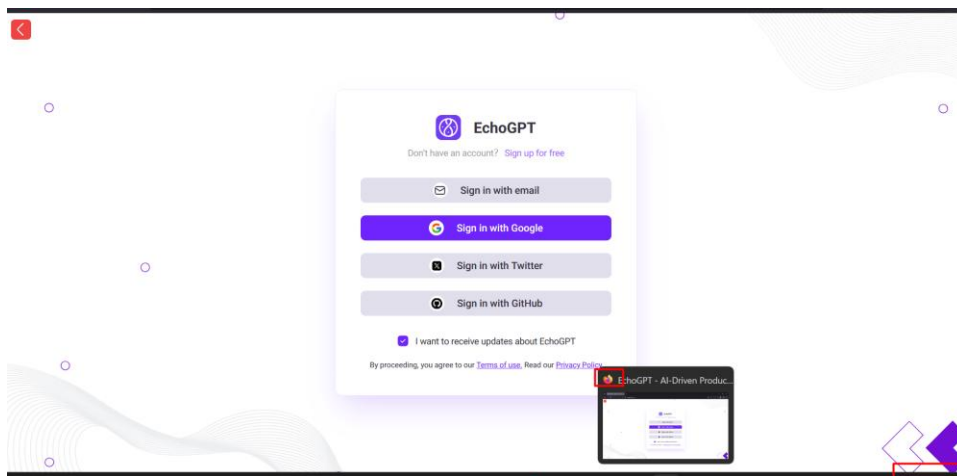 EchoGPT
Don't have an account? Sign up for free
Sign in with email
Sign in with Google
Sign in with Twitter
Sign in with GitHub
I want to receive updates about EchoGPT
By proceeding, you agree to our Terms of use. Read our Privacy Policy
EchoGPT - AI-Driven Produc...